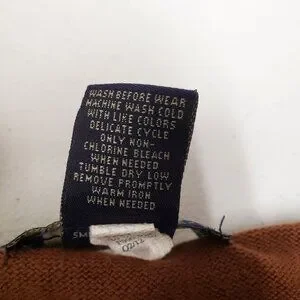 WASH BEFORE WEAR
MACHINE WASH COLD
WITH LIKE COLORS
DELICATE CYCLE
ONLY NON-
CHLORINE BLEACH
WHEN NEEDED
TUMBLE DRY LOW
REMOVE PROMPTLY
WARM IRON
WHEN NEEDED